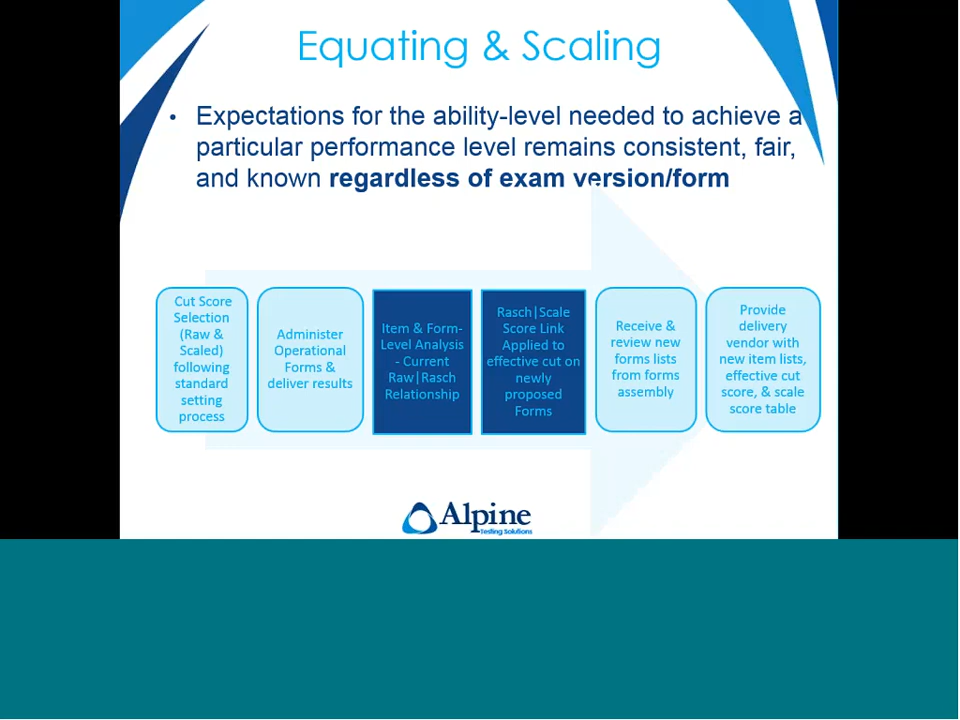 Equating & Scaling
• Expectations for the ability-level needed to achieve a
particular performance level remains consistent, fair,
and known regardless of exam version/form
Cut Score
Selection
(Raw &
Scaled)
following
standard
setting
process
Administer
Operational
Forms &
deliver results
Item & Form-
Level Analysis
- Current
Raw|Rasch
Relationship
Rasch|Scale
Score Link
Applied to
effective cut on
newly
proposed
Forms
Receive &
review new
forms lists
from forms
assembly
Provide
delivery
vendor with
new item lists,
effective cut
score, & scale
score table
Alpine
Testing Solutions